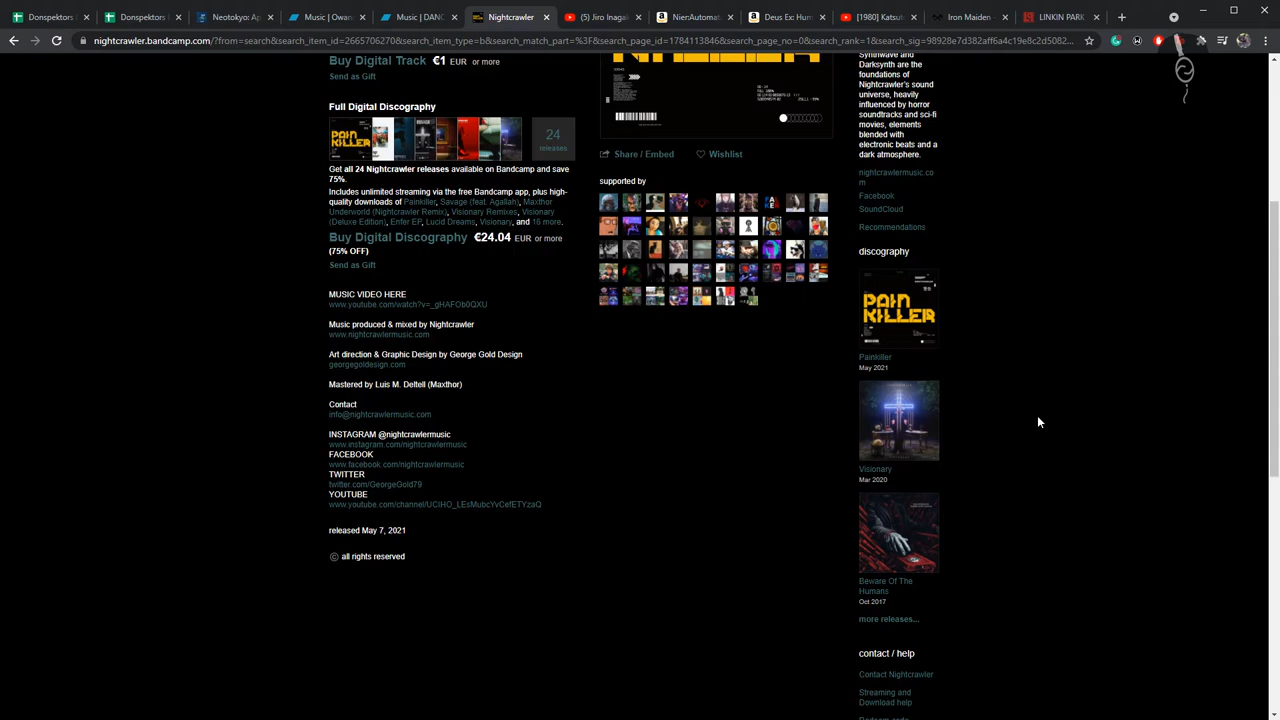 Donspektro I
Donspektro I
Neotokyo: Ap
Music | Owan
Music | DANC
Nightcrawler
(5) Jiro Inagak
Nier:Automat
Deus Ex: Hum
[1980] Katsut
Iron Maiden -
LINKIN PARK
nightcrawler.bandcamp.com/?from=search&search_item_id=2665706270&search_item_type=b&search_match_part=%3F&search_page_id=1784113846&search_page_no=0&search_rank=1&search_sig=98928e7d382aff6a4c19e8c2d5082...
Buy Digital Track €1 EUR or more
Send as Gift
Full Digital Discography
24
releases
Get all 24 Nightcrawler releases available on Bandcamp and save
75%.
Includes unlimited streaming via the free Bandcamp app, plus high-
quality downloads of Painkiller, Savage (feat. Agallah), Maxthor
Underworld (Nightcrawler Remix), Visionary Remixes, Visionary
(Deluxe Edition), Enfer EP, Lucid Dreams, Visionary, and 16 more.
Buy Digital Discography €24.04 EUR or more
(75% OFF)
Send as Gift
MUSIC VIDEO HERE
www.youtube.com/watch?v=_gHAFOb0QXU
Music produced & mixed by Nightcrawler
www.nightcrawlermusic.com
Art direction & Graphic Design by George Gold Design
georgegoldesign.com
Mastered by Luis M. Deltell (Maxthor)
Contact
info@nightcrawlermusic.com
INSTAGRAM @nightcrawlermusic
www.instagram.com/nightcrawlermusic
FACEBOOK
www.facebook.com/nightcrawlermusic
TWITTER
twitter.com/GeorgeGold79
YOUTUBE
www.youtube.com/channel/UCIHO_LEsMubcYvCefETYzaQ
released May 7, 2021
© all rights reserved
Share / Embed
Wishlist
supported by
Synthwave and
Darksynth are the
foundations of
Nightcrawler's sound
universe, heavily
influenced by horror
soundtracks and sci-fi
movies, elements
blended with
electronic beats and a
dark atmosphere.
nightcrawlermusic.co
m
Facebook
SoundCloud
Recommendations
discography
PAIN
KILLER
Painkiller
May 2021
Visionary
Mar 2020
Beware Of The
Humans
Oct 2017
more releases...
contact / help
Contact Nightcrawler
Streaming and
Download help
Redeem code